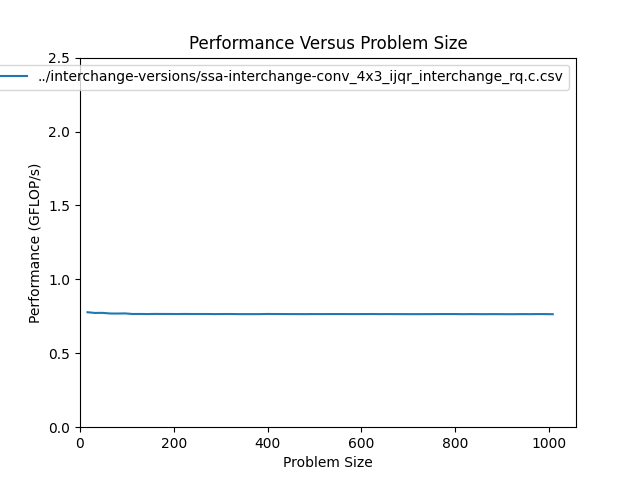 Performance Versus Problem Size
../interchange-versions/ssa-interchange-conv_4x3_ijqr_interchange_rq.c.csv
2.5
2.0
1.5
1.0
0.5
0.0
Performance (GFLOP/s)
0 200 400 600 800 1000
Problem Size